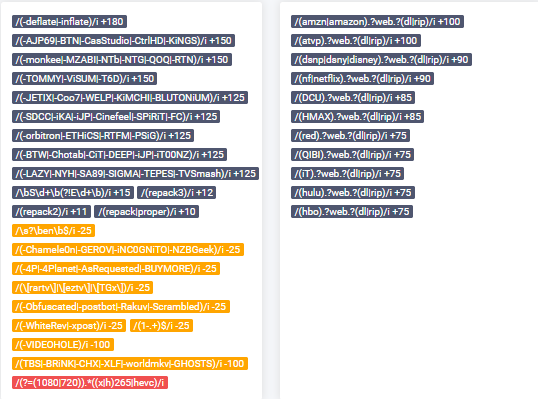 /(-deflate|-inflate)/i +180
/(-AJP69|-BTN|-CasStudio|-CtrlHD|-KiNGS)/i +150
/(-monkee|-MZABI|-NTb|-NTG|-QOQ|-RTN)/i +150
/(-TOMMY|-ViSUM|-T6D)/i +150
/(-JETIX|-Coo7|-WELP|-KiMCHI|-BLUTONiUM)/i +125
/(-SDCC|-iKA|-iJP|-Cinefeel|-SPiRiT|-FC)/i +125
/(-orbitron|-ETHiCS|-RTFM|-PSiG)/i +125
/(-BTW|-Chotab|-CiT|-DEEP|-iJP|-iT00NZ)/i +125
/(-LAZY|-NYH|-SA89|-SIGMA|-TEPES|-TVSmash)/i +125
/\bS\d+\b(?!E\d+\b)/i +15 /(repack3)/i +12
/(repack2)/i +11 /(repack|proper)/i +10
/\s?\ben\b$/i -25
/(-Chamele0n|-GEROV|-iNC0GNiTO|-NZBGeek)/i -25
/(-4P|-4Planet|-AsRequested|-BUYMORE)/i -25
/(\[rartv\]|\[eztv\]|\[TGx\])/i -25
/(-Obfuscated|-postbot|-Rakuv|-Scrambled)/i -25
/(-WhiteRev|-xpost)/i -25 /(1-.+)$/i -25
/(-VIDEOHOLE)/i -100
/(TBS|-BRiNK|-CHX|-XLF|-worldmkv|-GHOSTS)/i -100
/(?=(1080|720)).*((x|h)265|hevc)/i
/(amzn|amazon).?web.?(dl|rip)/i +100
/(atvp).?web.?(dl|rip)/i +100
/(dsnp|dsny|disney).?web.?(dl|rip)/i +90
/(nf|netflix).?web.?(dl|rip)/i +90
/(DCU).?web.?(dl|rip)/i +85
/(HMAX).?web.?(dl|rip)/i +85
/(red).?web.?(dl|rip)/i +75
/(QIBI).?web.?(dl|rip)/i +75
/(iT).?web.?(dl|rip)/i +75
/(hulu).?web.?(dl|rip)/i +75
/(hbo).?web.?(dl|rip)/i +75